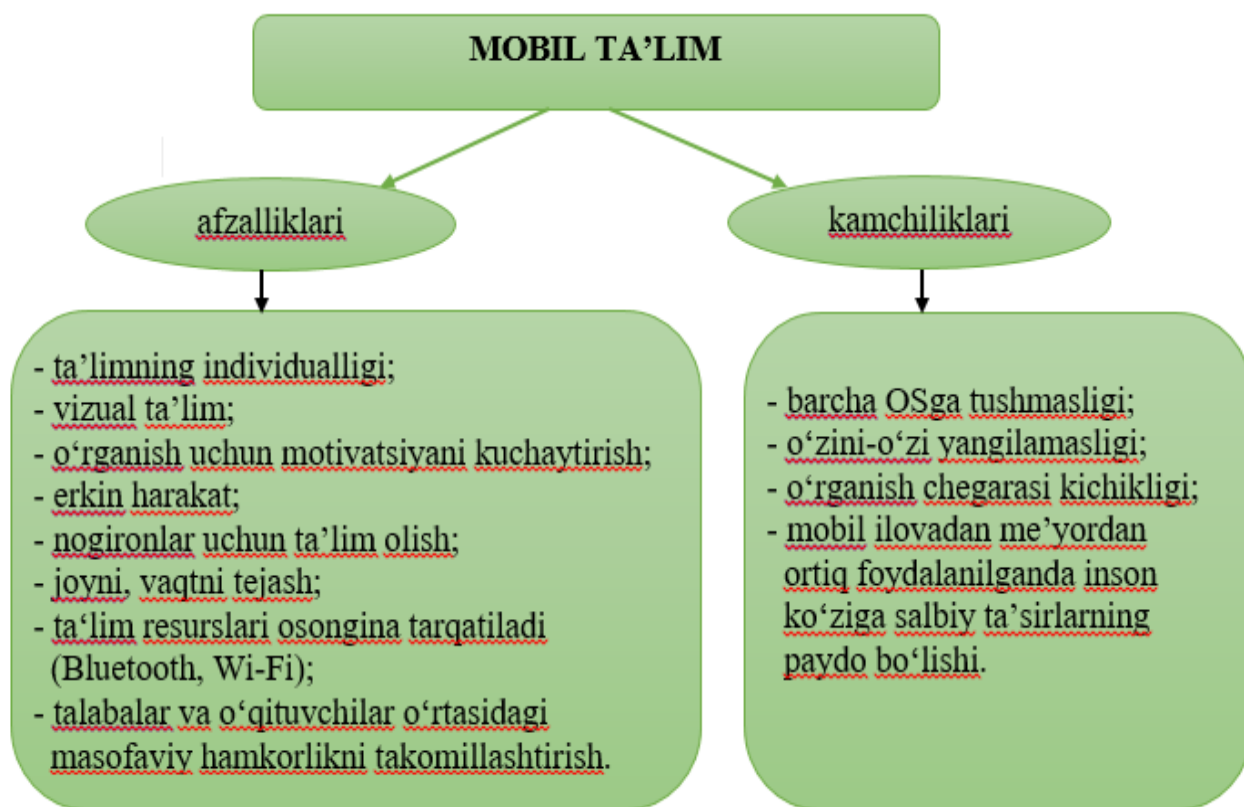 MOBIL TA’LIM
afzalliklari
kamchiliklari
- ta’limning individualligi;
- vizual ta’lim;
- o‘rganish uchun motivatsiyani kuchaytirish;
- erkin harakat;
- nogironlar uchun ta’lim olish;
- joyni, vaqtni tejash;
- ta‘lim resurslari osongina tarqatiladi
(Bluetooth, Wi-Fi);
- talabalar va o‘qituvchilar o‘rtasidagi
masofaviy hamkorlikni takomillashtirish.
- barcha OSga tushmasligi;
- o‘zini-o‘zi yangilamasligi;
- o‘rganish chegarasi kichikligi;
- mobil ilovadan me’yordan
ortiq foydalanilganda inson
ko‘ziga salbiy ta’sirlarning
paydo bo‘lishi.